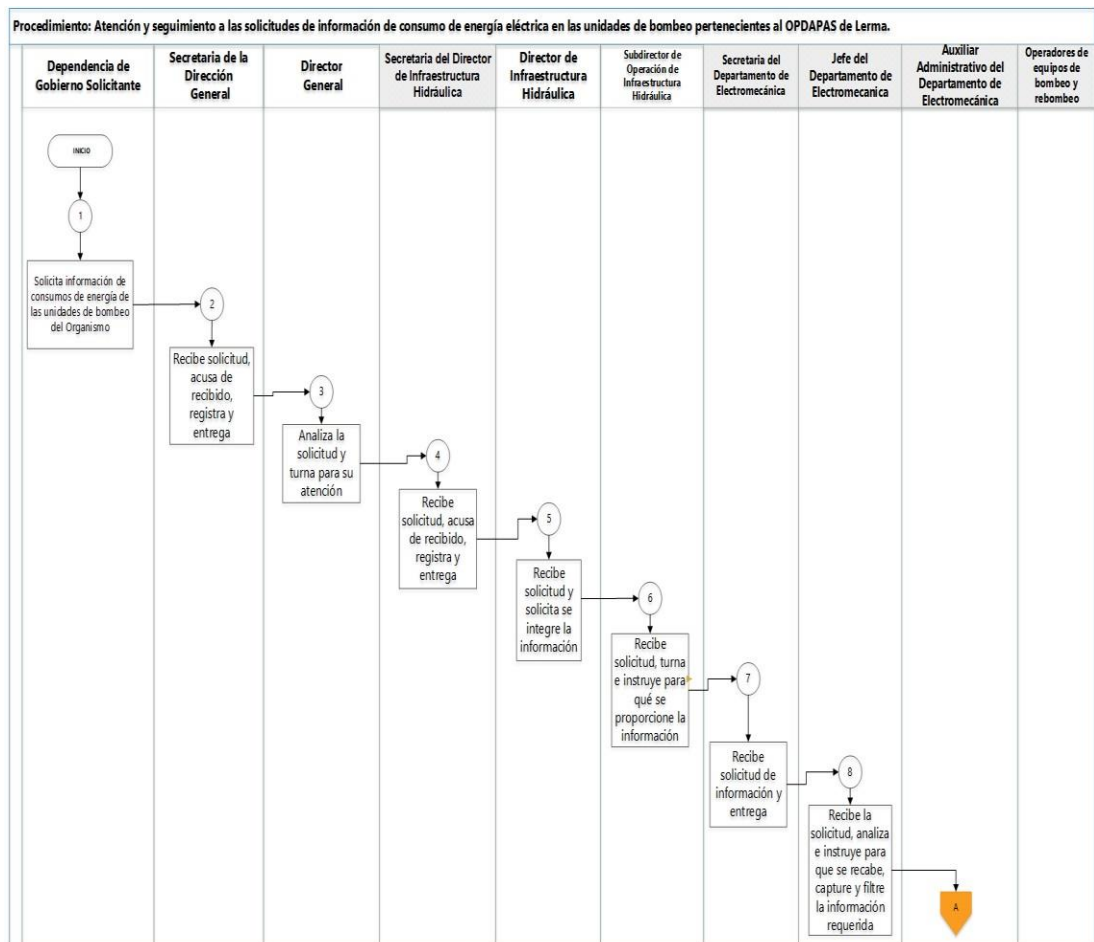 Procedimiento: Atención y seguimiento a las solicitudes de información de consumo de energía eléctrica en las unidades de bombeo pertenecientes al OPDAPAS de Lerma.
Dependencia de
Gobierno Solicitante
Secretaria de la
Dirección
General
Director
General
Secretaria del Director
de Infraestructura
Hidráulica
Director de
Infraestructura
Hidráulica
Subdirector de
Operación de
Infraestructura
Hidráulica
Secretaria del
Departamento de
Electromecánica
Jefe del
Departamento de
Electromecanica
Auxiliar
Administrativo del
Departamento de
Electromecánica
Operadores de
equipos de
bombeo y
rebombeo
INICIO
1
Solicita información de
consumos de energía de
las unidades de bombeo
del Organismo
2
Recibe solicitud,
acusa de
recibido,
registra y
entrega
3
Analiza la
solicitud y
turna para su
atención
4
Recibe
solicitud, acusa
de recibido,
registra y
entrega
5
Recibe
solicitud y
solicita se
integre la
información
6
Recibe
solicitud, turna
e instruye para
qué se
proporcione la
información
7
Recibe
solicitud de
información y
entrega
8
Recibe la
solicitud, analiza
e instruye para
que se recabe,
capture y filtre
la información
requerida
A